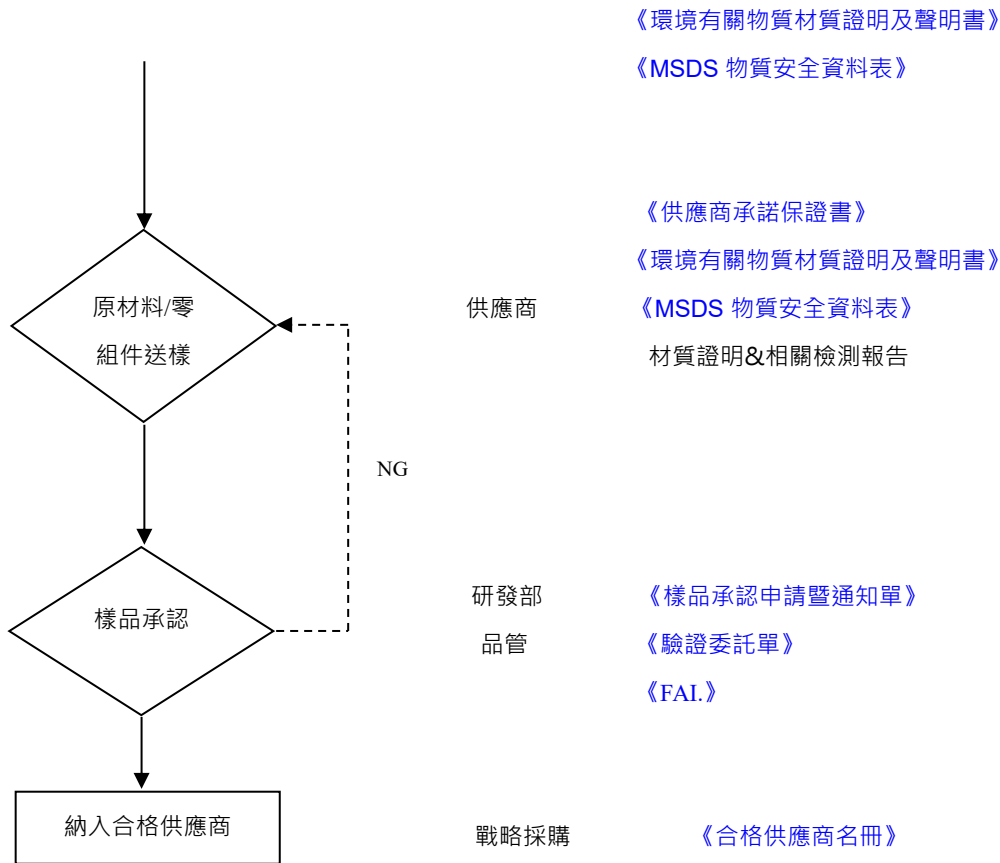 《環境有關物質材質證明及聲明書》
《MSDS 物質安全資料表》
《供應商承諾保證書》
《環境有關物質材質證明及聲明書》
原材料/零
組件送樣
供應商
《MSDS 物質安全資料表》
材質證明&相關檢測報告
NG
樣品承認
研發部
《樣品承認申請暨通知單》
品管
《驗證委託單》
《FAI.》
納入合格供應商
戰略採購
《合格供應商名冊》